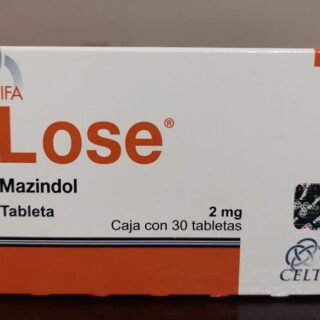 IFA
Lose®
Mazindol
Tableta
2 mg
Caja con 30 tabletas
CELT